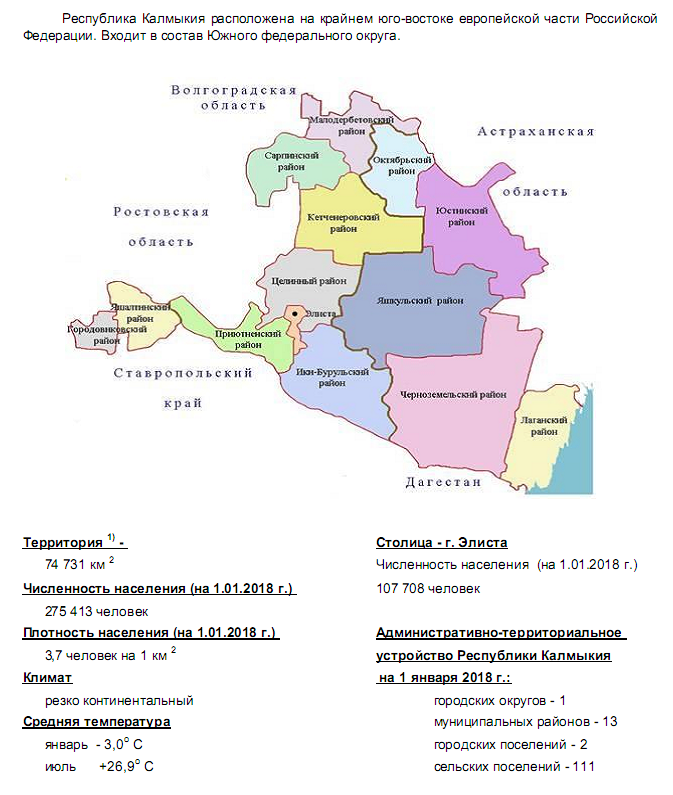 Республика Калмыкия расположена на крайнем юго-востоке европейской части Российской
Федерации. Входит в состав Южного федерального округа.
Волгоградская
область
Малодербетовский
район
Астраханская
область
Сарпинский
район
Октябрьский
район
Юстинский
район
Ростовская
область
Кетченеровский
район
Целинный район
Яшкульский район
Яшалтинский
район
Элиста
Городовиковский
район
Приютненский
район
Ставропольский
край
Ики-Бурульский
район
Черноземельский район
Лаганский
район
Дагестан
Территория 1) -
74 731 км 2
Численность населения (на 1.01.2018 г.)
275 413 человек
Плотность населения (на 1.01.2018 г.)
3,7 человек на 1 км 2
Климат
резко континентальный
Средняя температура
январь - 3,0о С
июль +26,9о С
Столица - г. Элиста
Численность населения (на 1.01.2018 г.)
107 708 человек
Административно-территориальное
устройство Республики Калмыкия
на 1 января 2018 г.:
городских округов - 1
муниципальных районов - 13
городских поселений - 2
сельских поселений - 111